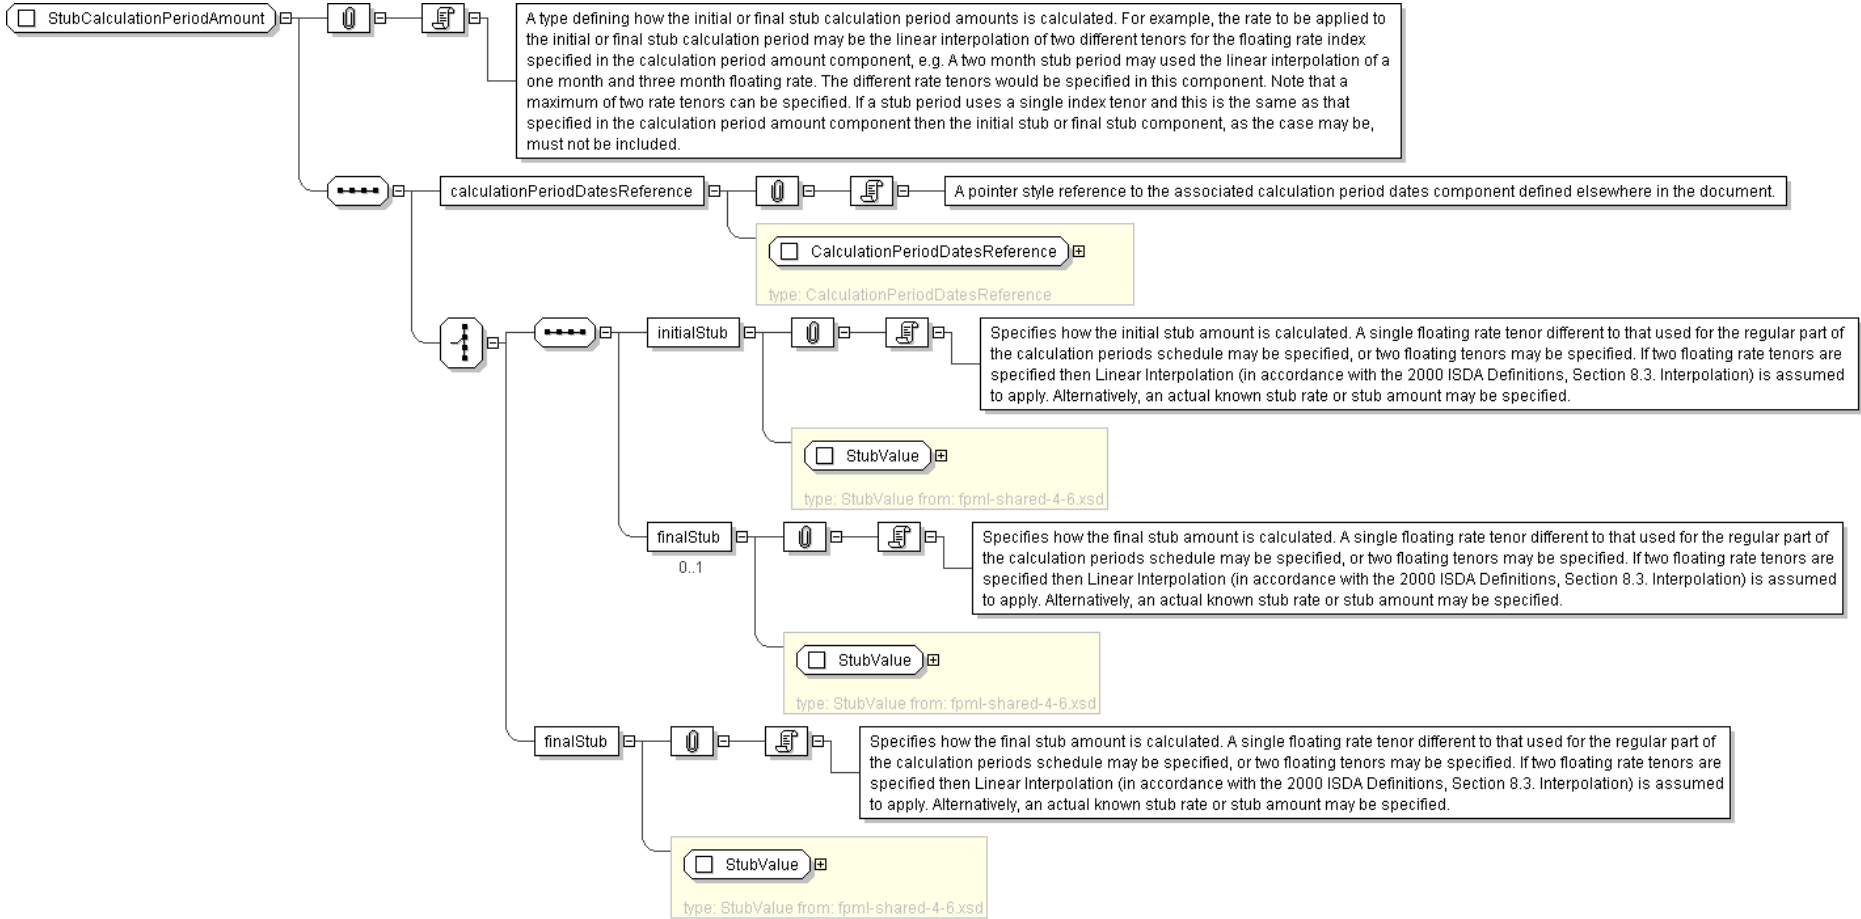 StubCalculationPeriodAmount
A type defining how the initial or final stub calculation period amounts is calculated. For example, the rate to be applied to
the initial or final stub calculation period may be the linear interpolation of two different tenors for the floating rate index
specified in the calculation period amount component, e.g. A two month stub period may used the linear interpolation of a
one month and three month floating rate. The different rate tenors would be specified in this component. Note that a
maximum of two rate tenors can be specified. If a stub period uses a single index tenor and this is the same as that
specified in the calculation period amount component then the initial stub or final stub component, as the case may be,
must not be included.
calculationPeriodDatesReference
A pointer style reference to the associated calculation period dates component defined elsewhere in the document.
CalculationPeriodDatesReference
type: CalculationPeriodDatesReference
initialStub
Specifies how the initial stub amount is calculated. A single floating rate tenor different to that used for the regular part of
the calculation periods schedule may be specified, or two floating tenors may be specified. If two floating rate tenors are
specified then Linear Interpolation (in accordance with the 2000 ISDA Definitions, Section 8.3. Interpolation) is assumed
to apply. Alternatively, an actual known stub rate or stub amount may be specified.
StubValue
type: StubValue from: fpml-shared-4-6.xsd
finalStub
0..1
Specifies how the final stub amount is calculated. A single floating rate tenor different to that used for the regular part of
the calculation periods schedule may be specified, or two floating tenors may be specified. If two floating rate tenors are
specified then Linear Interpolation (in accordance with the 2000 ISDA Definitions, Section 8.3. Interpolation) is assumed
to apply. Alternatively, an actual known stub rate or stub amount may be specified.
StubValue
type: StubValue from: fpml-shared-4-6.xsd
finalStub
Specifies how the final stub amount is calculated. A single floating rate tenor different to that used for the regular part of
the calculation periods schedule may be specified, or two floating tenors may be specified. If two floating rate tenors are
specified then Linear Interpolation (in accordance with the 2000 ISDA Definitions, Section 8.3. Interpolation) is assumed
to apply. Alternatively, an actual known stub rate or stub amount may be specified.
StubValue
type: StubValue from: fpml-shared-4-6.xsd